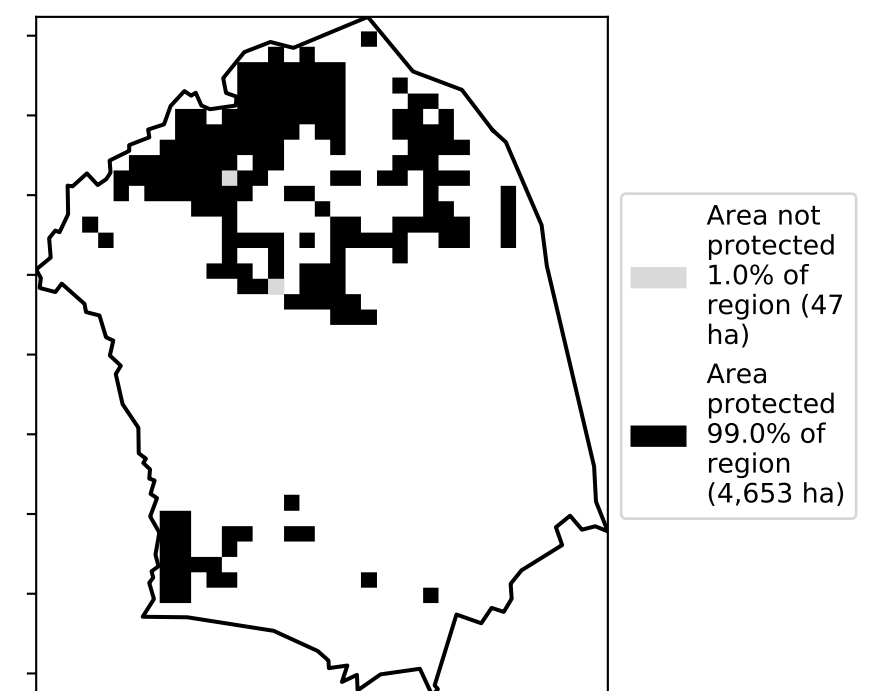 Area not
protected
1.0% of
region (47
ha)
Area
protected
99.0% of
region
(4,653 ha)